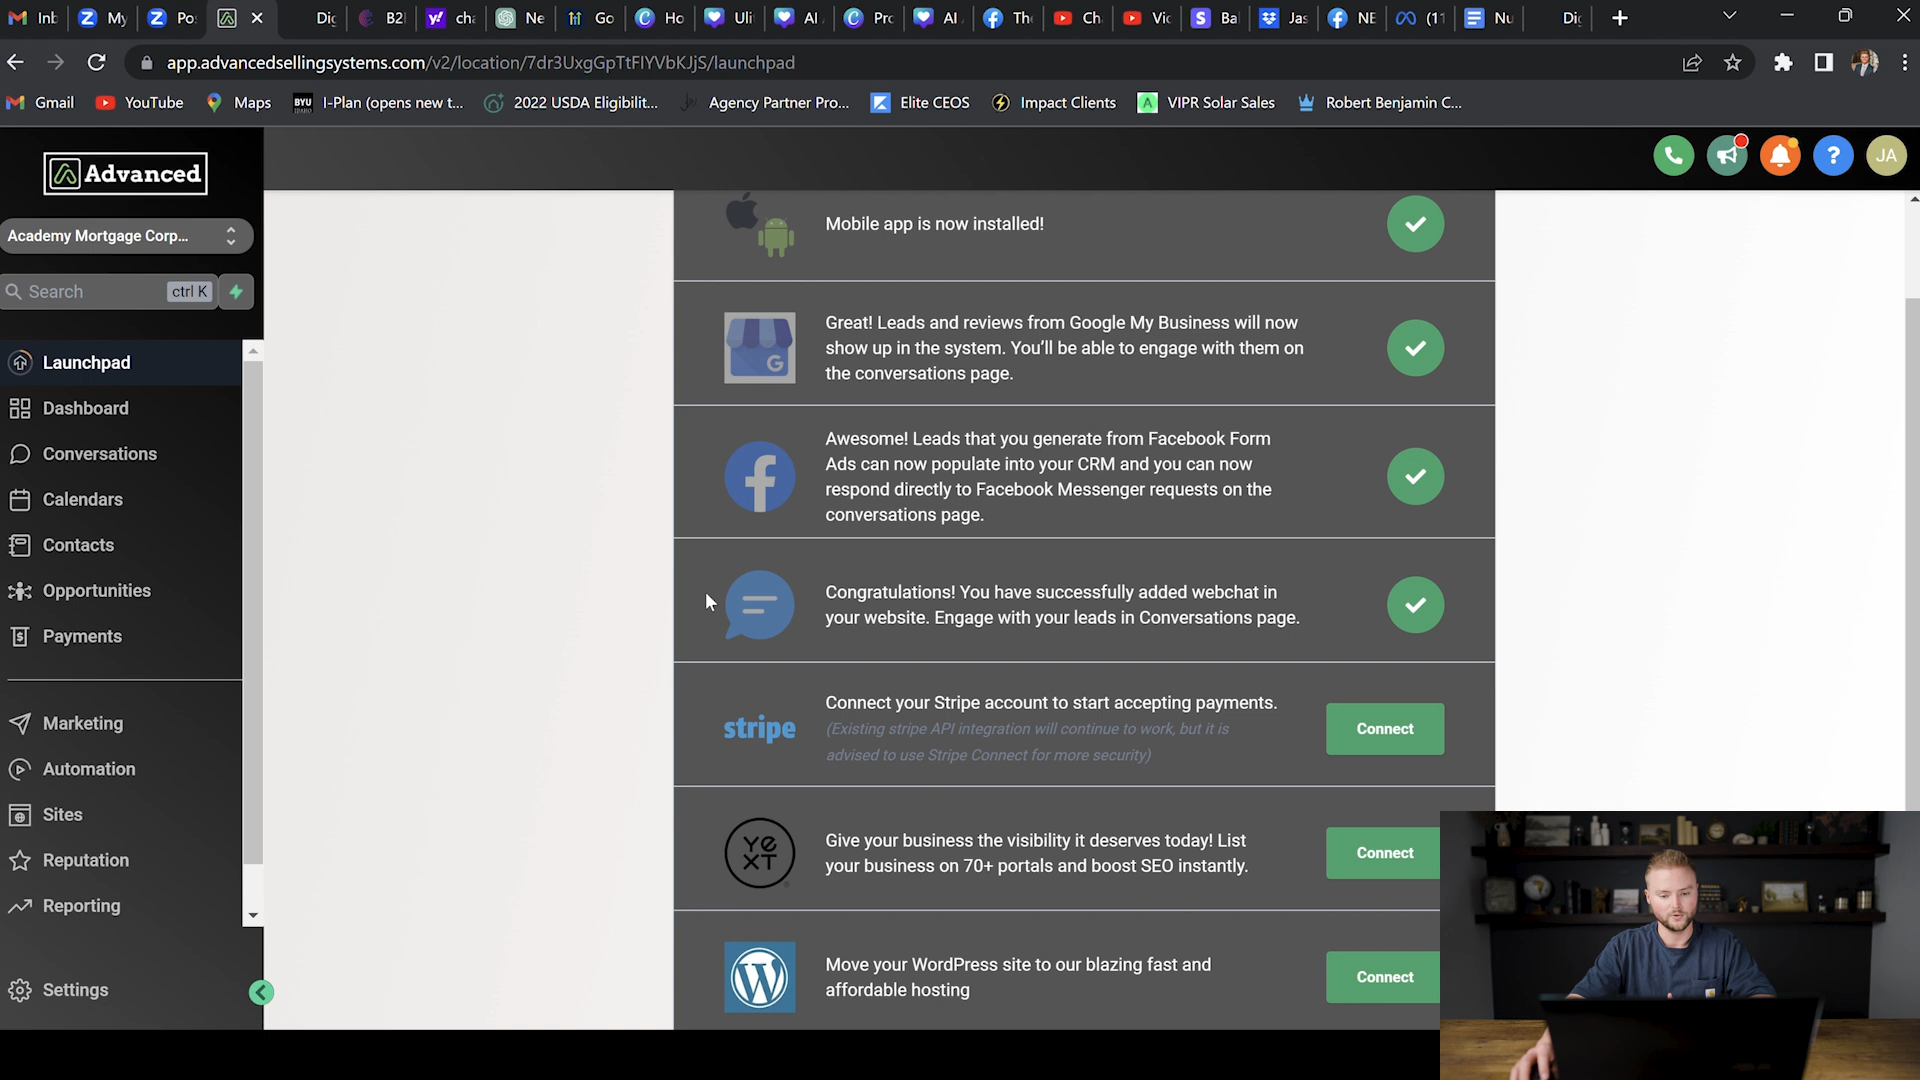 Inb
My
Po
Dig
B2
cha
Ne
Go
Ho
Uli
AI
Pro
AI
Th
Ch
Vic
Ba
Jas
NE
(11
Nu
Dig
app.advancedsellingsystems.com/v2/location/7dr3UxgGpTtFlYVbKJjS/launchpad
Gmail
YouTube
Maps
BYU
IDAHO
I-Plan (opens new t...
2022 USDA Eligibilit...
Agency Partner Pro...
Elite CEOS
Impact Clients
VIPR Solar Sales
Robert Benjamin C...
Advanced
JA
Academy Mortgage Corp...
Search
ctrl K
Launchpad
Dashboard
Conversations
Calendars
Contacts
Opportunities
Payments
Marketing
Automation
Sites
Reputation
Reporting
Settings
Mobile app is now installed!
Great! Leads and reviews from Google My Business will now
show up in the system. You'll be able to engage with them on
the conversations page.
Awesome! Leads that you generate from Facebook Form
Ads can now populate into your CRM and you can now
respond directly to Facebook Messenger requests on the
conversations page.
Congratulations! You have successfully added webchat in
your website. Engage with your leads in Conversations page.
stripe
Connect your Stripe account to start accepting payments.
(Existing stripe API integration will continue to work, but it is
advised to use Stripe Connect for more security)
Connect
YEXT
Give your business the visibility it deserves today! List
your business on 70+ portals and boost SEO instantly.
Connect
Move your WordPress site to our blazing fast and
affordable hosting
Connect